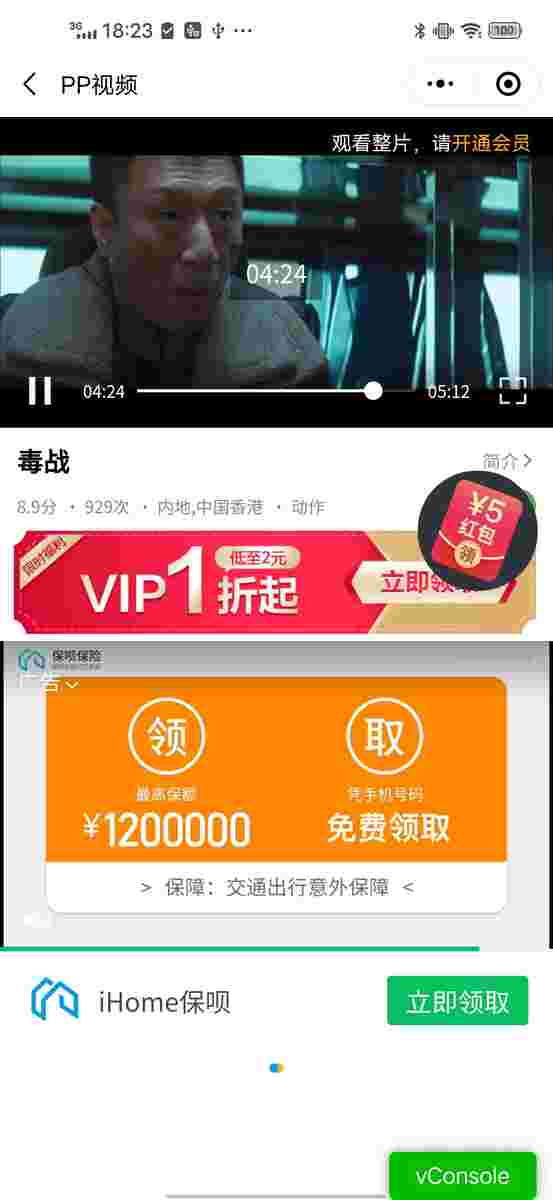 3G 18:23 100
PP视频
观看整片，请开通会员
04:24
04:24 05:12
毒战
简介
8.9分 · 929次 · 内地,中国香港 · 动作
¥5
红包
领
限时福利
VIP1折起
低至2元
立即领取
保呗保险
广告
领 取
最高保额 凭手机号码
¥1200000 免费领取
> 保障：交通出行意外保障 <
iHome保呗 立即领取
vConsole